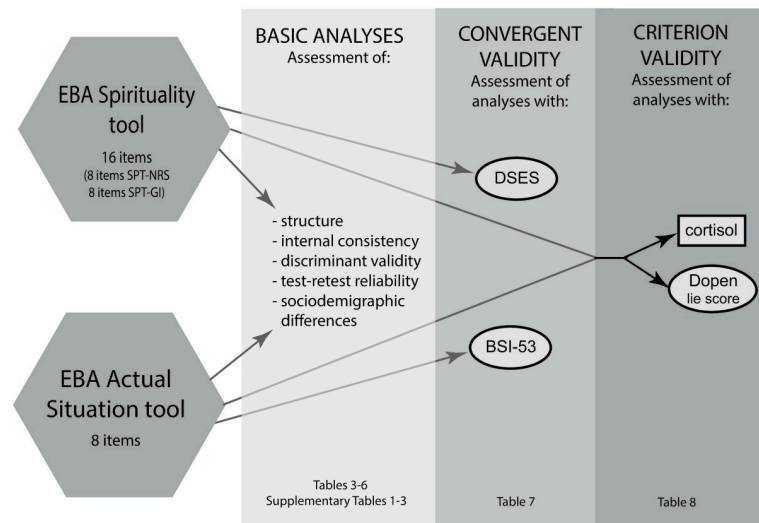 EBA Spirituality
tool
16 items
(8 items SPT-NRS
8 items SPT-GI)
EBA Actual
Situation tool
8 items
BASIC ANALYSES
Assessment of:
- structure
- internal consistency
- discriminant validity
- test-retest reliability
- sociodemigraphic
differences
Tables 3-6
Supplementary Tables 1-3
CONVERGENT
VALIDITY
Assessment of
analyses with:
DSES
BSI-53
Table 7
CRITERION
VALIDITY
Assessment of
analyses with:
cortisol
Dopen
lie score
Table 8